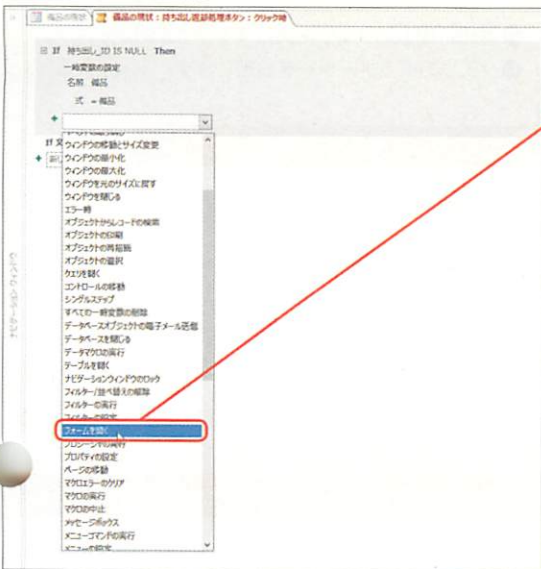 備品の現状
備品の現状：持ち出し返却処理ボタン：クリック時
If 持ち出し_ID IS NULL Then
一時変数の設定
名前 備品
式 = 備品
ウィンドウの移動とサイズ変更
ウィンドウの最小化
ウィンドウの最大化
ウィンドウを元のサイズに戻す
ウィンドウを閉じる
エラー時
オブジェクトからレコードの検索
オブジェクトの印刷
オブジェクトの再描画
オブジェクトの選択
クエリを開く
コントロールの移動
シングルステップ
すべての一時変数の削除
データベースオブジェクトの電子メール送信
データベースを閉じる
データマクロの実行
テーブルを開く
ナビゲーションウィンドウのロック
フィルター/並べ替えの解除
フィルターの実行
フィルターの設定
フォームを開く
プロシージャの実行
プロパティの設定
ページの移動
マクロエラーのクリア
マクロの実行
マクロの中止
メッセージボックス
メニューコマンドの実行
メニューの設定
ナビゲーションウィンドウ